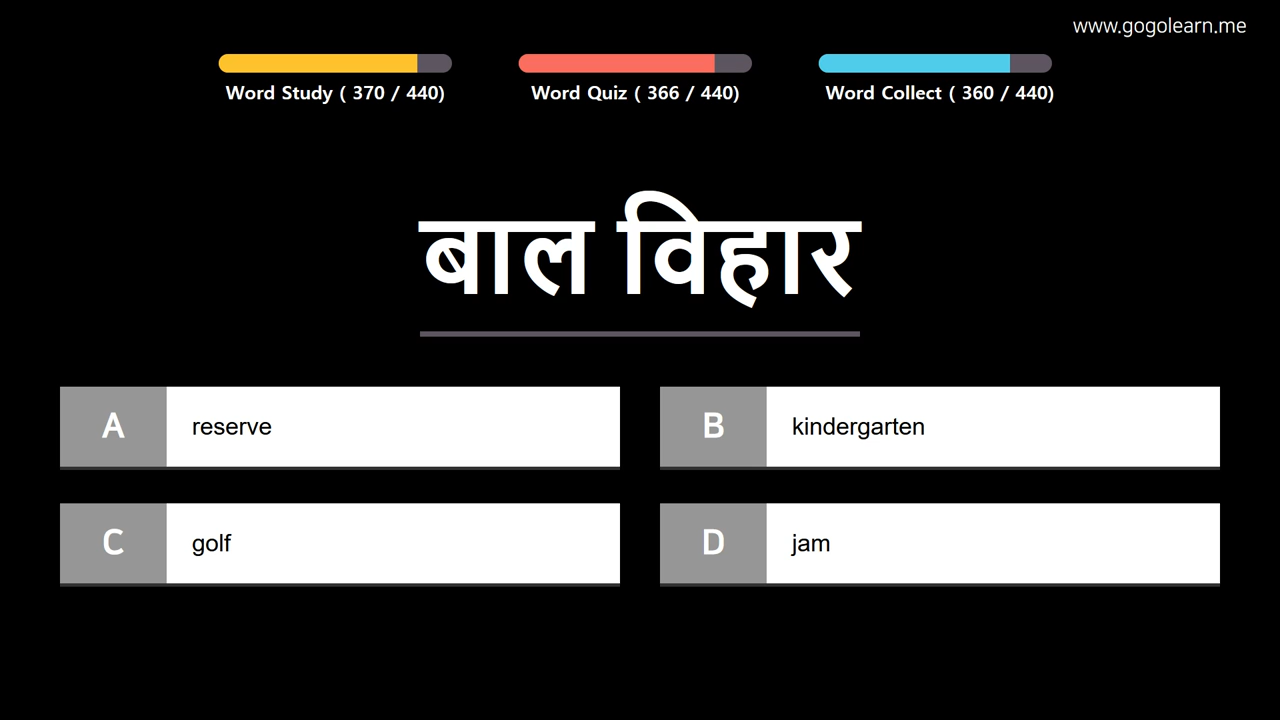 www.gogolearn.me
Word Study ( 370 / 440)
Word Quiz ( 366 / 440)
Word Collect ( 360 / 440)
बाल विहार
A reserve
B kindergarten
C golf
D jam